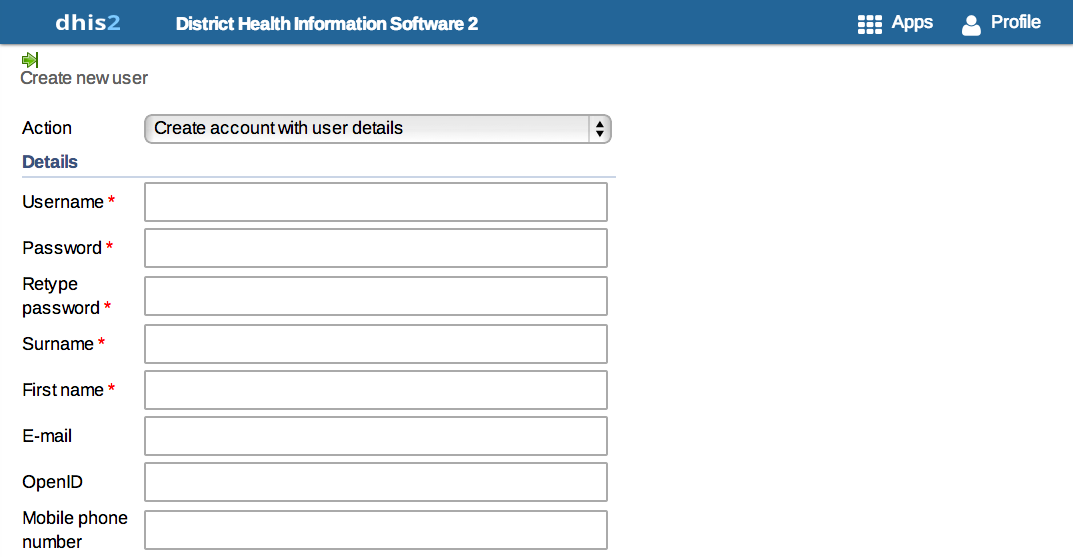 dhis2 District Health Information Software 2 Apps Profile
Create new user
Action Create account with user details
Details
Username *
Password *
Retype
password *
Surname *
First name *
E-mail
OpenID
Mobile phone
number